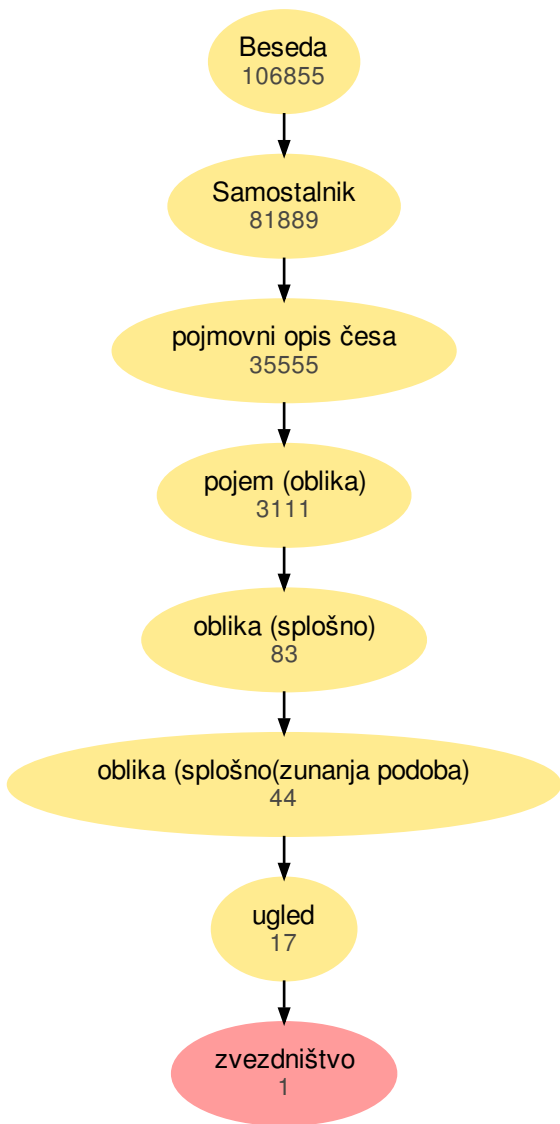 Beseda
106855
Samostalnik
81889
pojmovni opis česa
35555
pojem (oblika)
3111
oblika (splošno)
83
oblika (splošno(zunanja podoba)
44
ugled
17
zvezdništvo
1